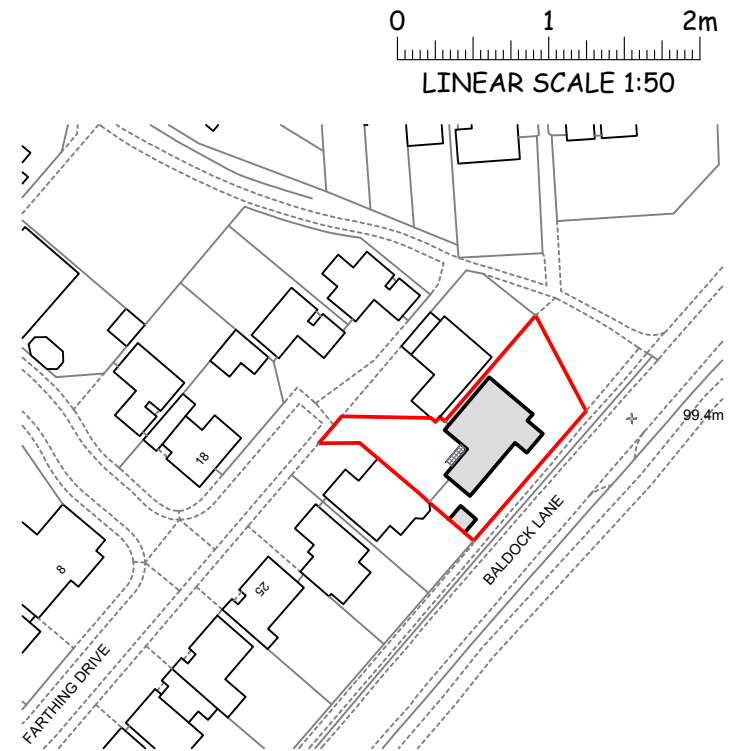 0 1 2m
LINEAR SCALE 1:50
99.4m
18
BALDOCK LANE
8
25
FARTHING DRIVE